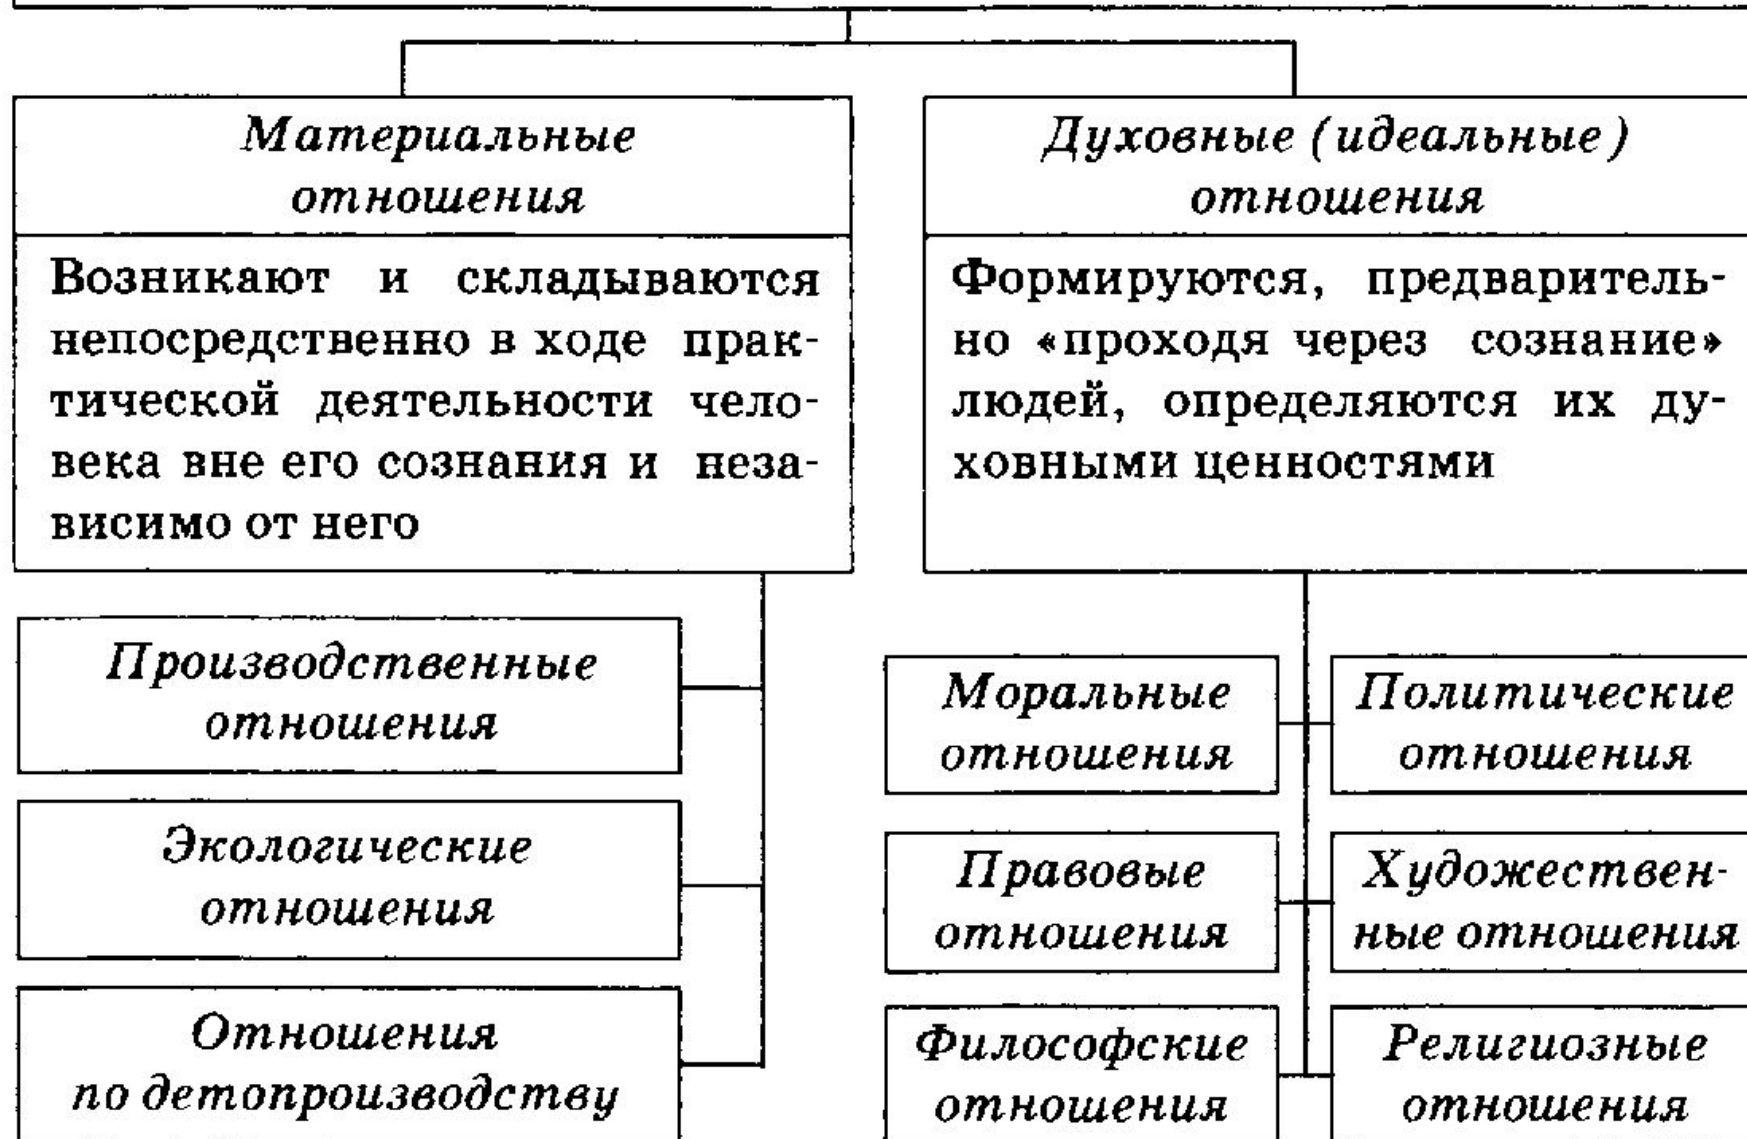 Материальные
отношения
Возникают и складываются
непосредственно в ходе прак-
тической деятельности чело-
века вне его сознания и неза-
висимо от него
Производственные
отношения
Экологические
отношения
Отношения
по детопроизводству
Духовные (идеальные)
отношения
Формируются, предваритель-
но «проходя через сознание»
людей, определяются их ду-
ховными ценностями
Моральные
отношения
Политические
отношения
Правовые
отношения
Художествен-
ные отношения
Философские
отношения
Религиозные
отношения